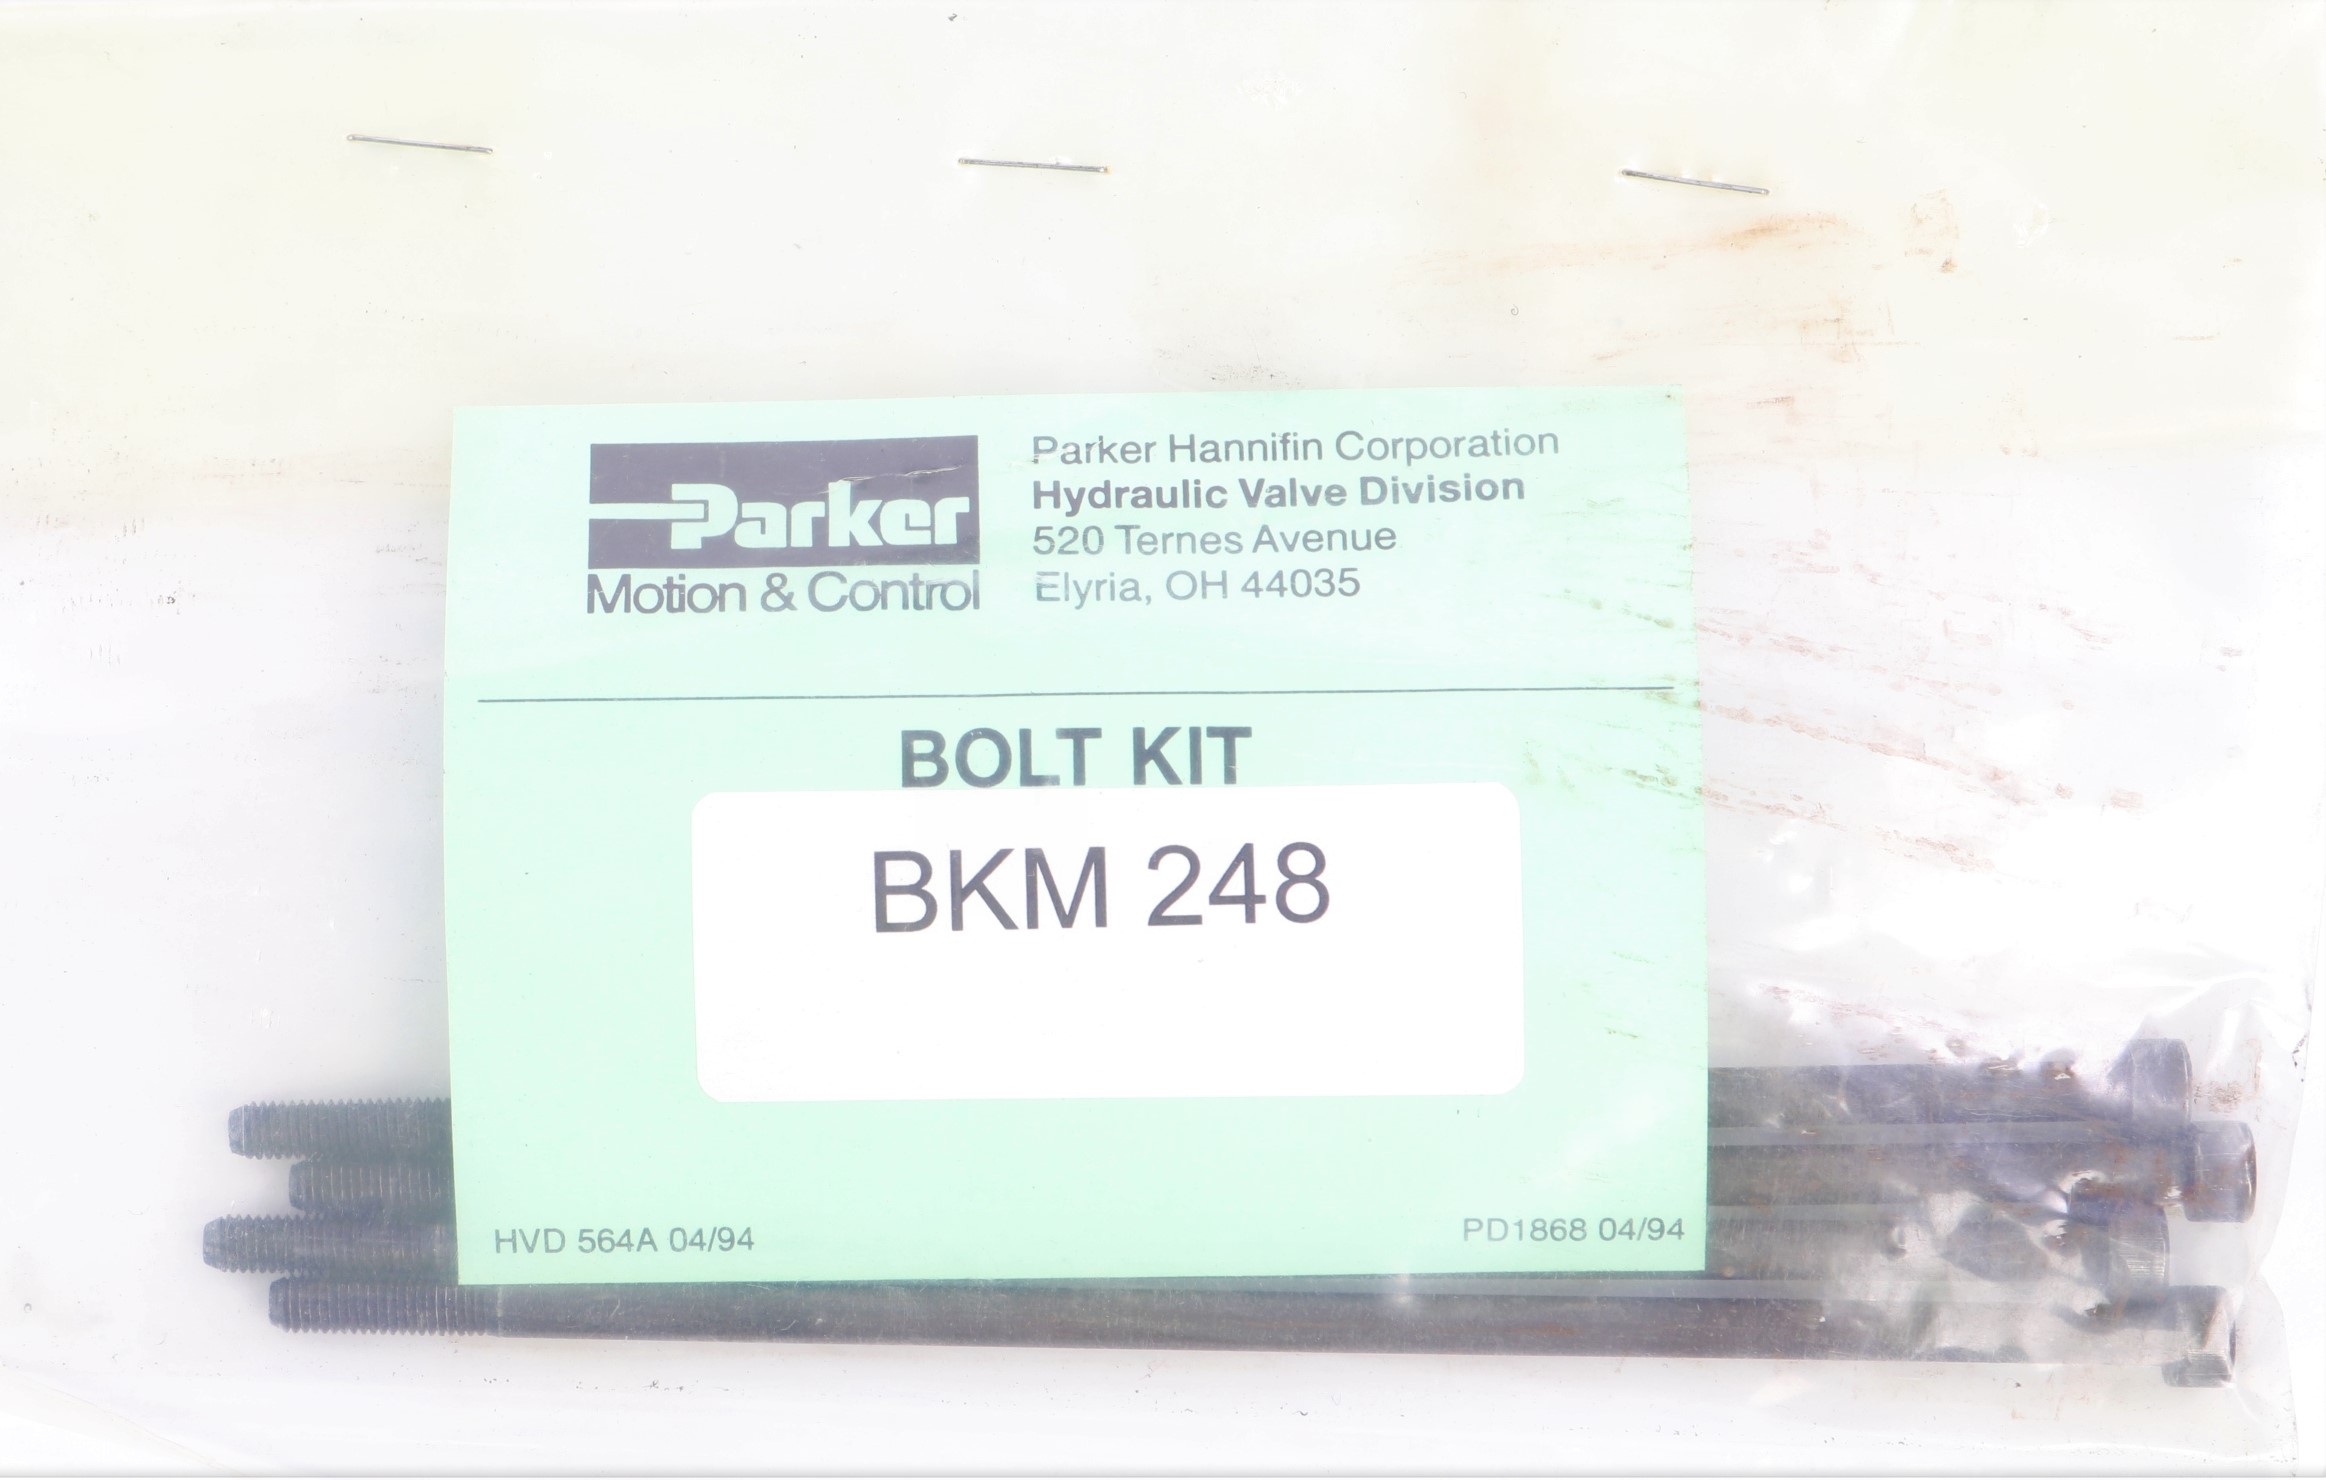 Parker
Motion & Control
Parker Hannifin Corporation
Hydraulic Valve Division
520 Ternes Avenue
Elyria, OH 44035
BOLT KIT
BKM 248
HVD 564A 04/94
PD1868 04/94